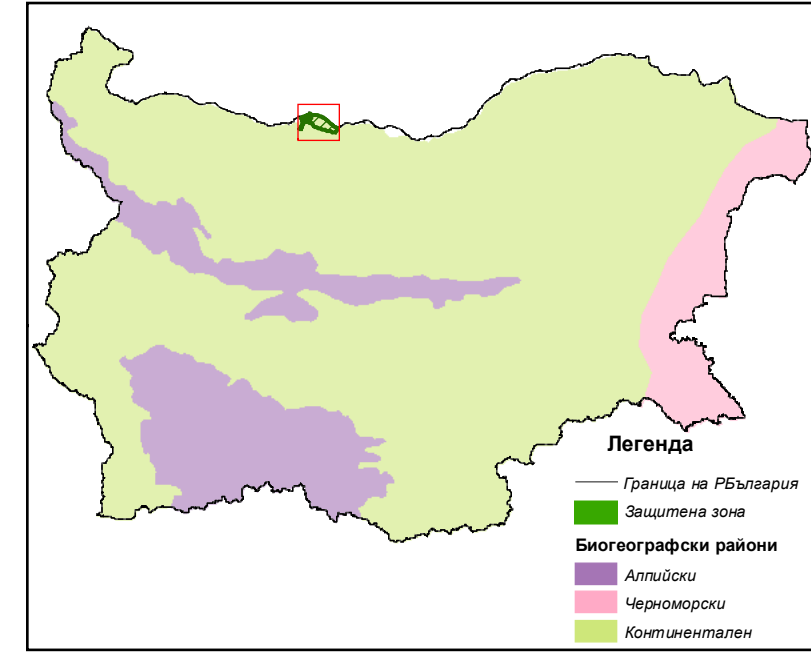 Легенда
Граница на РБългария
Защитена зона
Биогеографски райони
Алпийски
Черноморски
Континентален